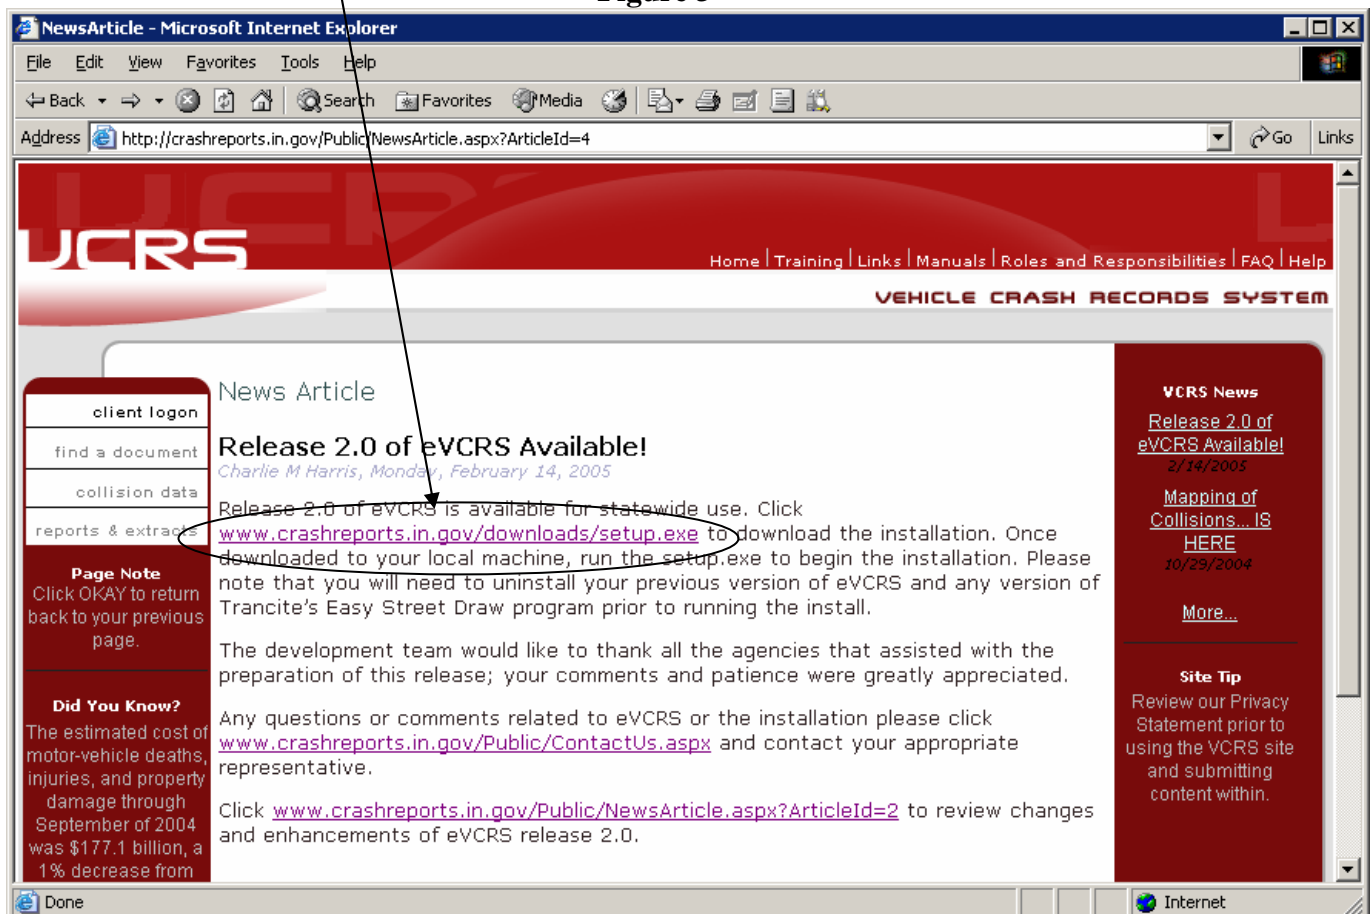 NewsArticle - Microsoft Internet Explorer
File Edit View Favorites Tools Help
Back Search Favorites Media
Address http://crashreports.in.gov/Public/NewsArticle.aspx?ArticleId=4 Go Links
VCRS
Home | Training | Links | Manuals | Roles and Responsibilities | FAQ | Help
VEHICLE CRASH RECORDS SYSTEM
client logon
find a document
collision data
reports & extracts
Page Note
Click OKAY to return
back to your previous
page.
Did You Know?
The estimated cost of
motor-vehicle deaths,
injuries, and property
damage through
September of 2004
was $177.1 billion, a
1% decrease from
News Article
Release 2.0 of eVCRS Available!
Charlie M Harris, Monday, February 14, 2005
Release 2.0 of eVCRS is available for statewide use. Click
www.crashreports.in.gov/downloads/setup.exe to download the installation. Once
downloaded to your local machine, run the setup.exe to begin the installation. Please
note that you will need to uninstall your previous version of eVCRS and any version of
Trancite's Easy Street Draw program prior to running the install.
The development team would like to thank all the agencies that assisted with the
preparation of this release; your comments and patience were greatly appreciated.
Any questions or comments related to eVCRS or the installation please click
www.crashreports.in.gov/Public/ContactUs.aspx and contact your appropriate
representative.
Click www.crashreports.in.gov/Public/NewsArticle.aspx?ArticleId=2 to review changes
and enhancements of eVCRS release 2.0.
VCRS News
Release 2.0 of
eVCRS Available!
2/14/2005
Mapping of
Collisions... IS
HERE
10/29/2004
More...
Site Tip
Review our Privacy
Statement prior to
using the VCRS site
and submitting
content within.
Done Internet